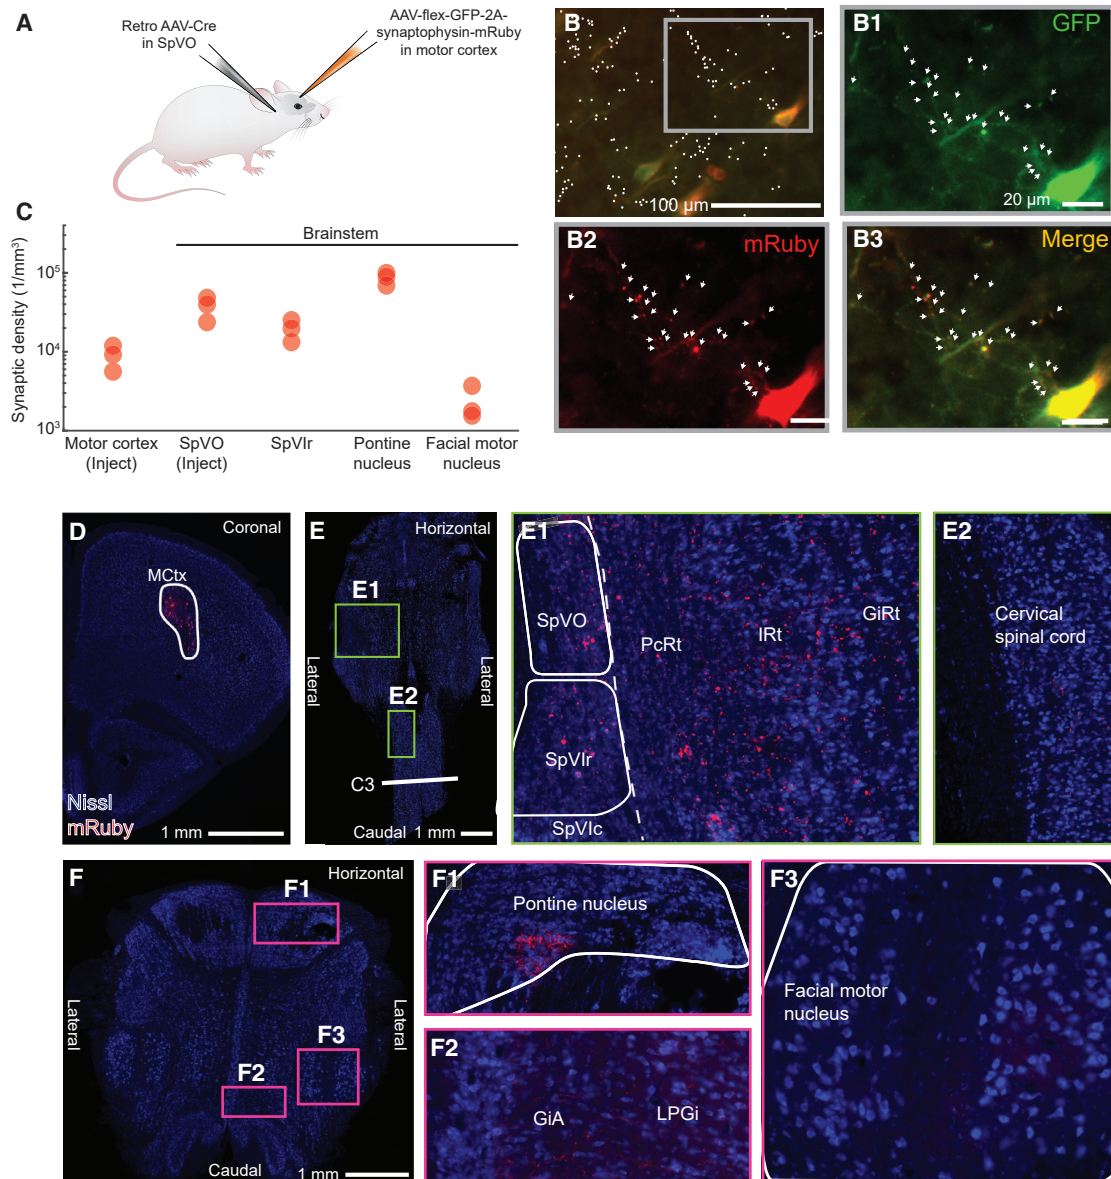 A
Retro AAV-Cre
in SpVO
AAV-flex-GFP-2A-
synaptophysin-mRuby
in motor cortex
B
100 µm
B1
GFP
20 µm
B2
mRuby
B3
Merge
C
Brainstem
Synaptic density (1/mm³)
10⁵
10⁴
10³
Motor cortex
(Inject)
SpVO
(Inject)
SpVIr
Pontine
nucleus
Facial motor
nucleus
D
Coronal
MCtx
Nissl
mRuby
1 mm
E
Horizontal
E1
E2
Lateral
Lateral
C3
Caudal
1 mm
E1
SpVO
PcRt
IRt
GiRt
SpVIr
SpVIc
E2
Cervical
spinal cord
F
Horizontal
F1
F2
F3
Lateral
Lateral
Caudal
1 mm
F1
Pontine nucleus
F2
GiA
LPGi
F3
Facial motor
nucleus